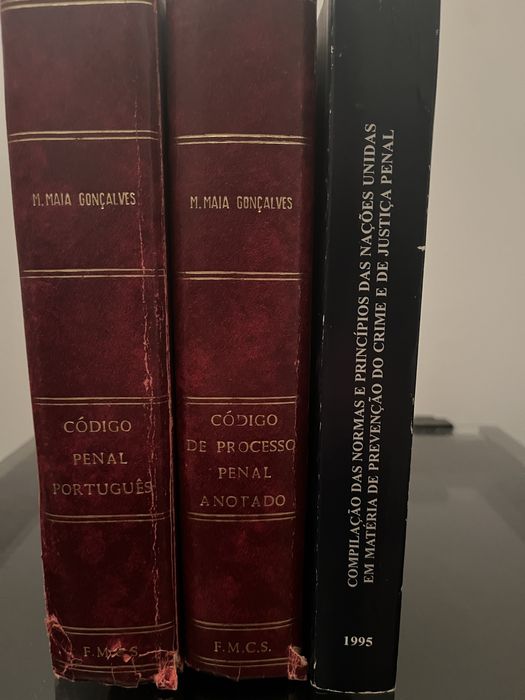 M. MAIA GONÇALVES
CÓDIGO
PENAL
PORTUGUÊS
F.M.C.S.
M. MAIA GONÇALVES
CÓDIGO
DE PROCESSO
PENAL
ANOTADO
F.M.C.S.
COMPILAÇÃO DAS NORMAS E PRINCÍPIOS DAS NAÇÕES UNIDAS
EM MATÉRIA DE PREVENÇÃO DO CRIME E DE JUSTIÇA PENAL
1995